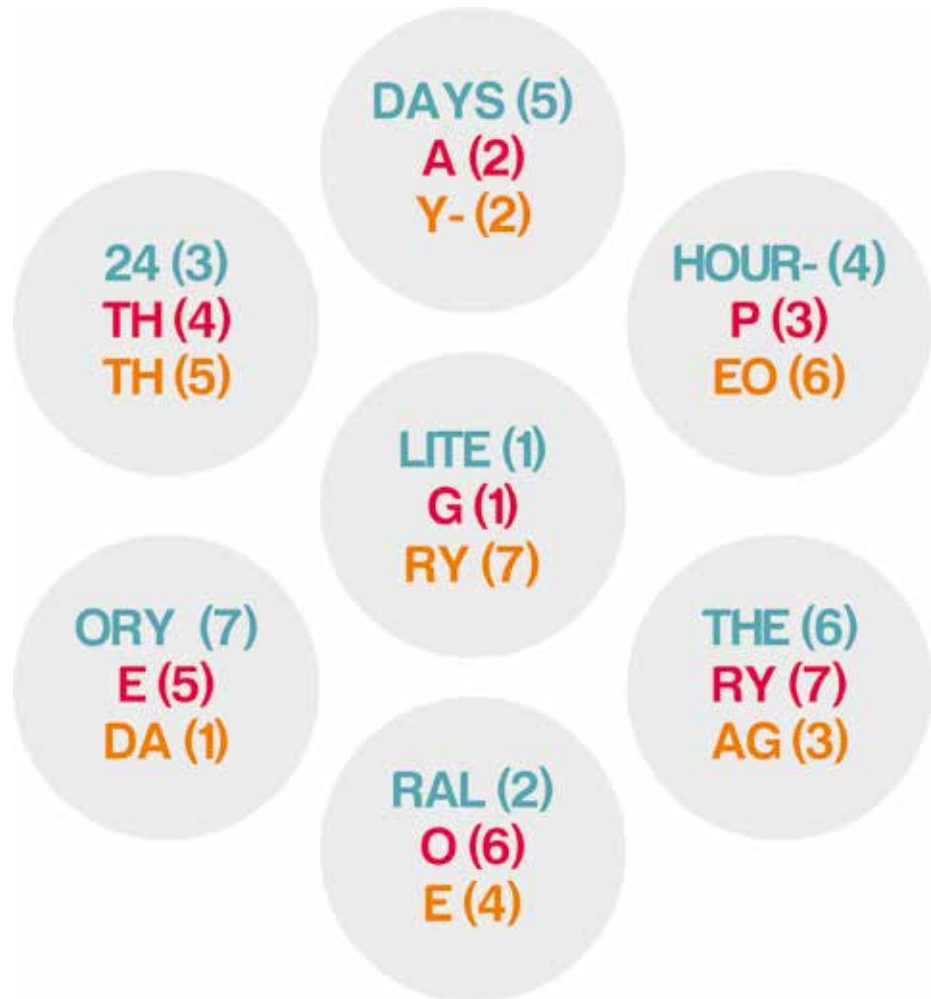 DAYS (5)
A (2)
Y- (2)
24 (3)
TH (4)
TH (5)
HOUR- (4)
P (3)
EO (6)
LITE (1)
G (1)
RY (7)
ORY (7)
E (5)
DA (1)
THE (6)
RY (7)
AG (3)
RAL (2)
O (6)
E (4)